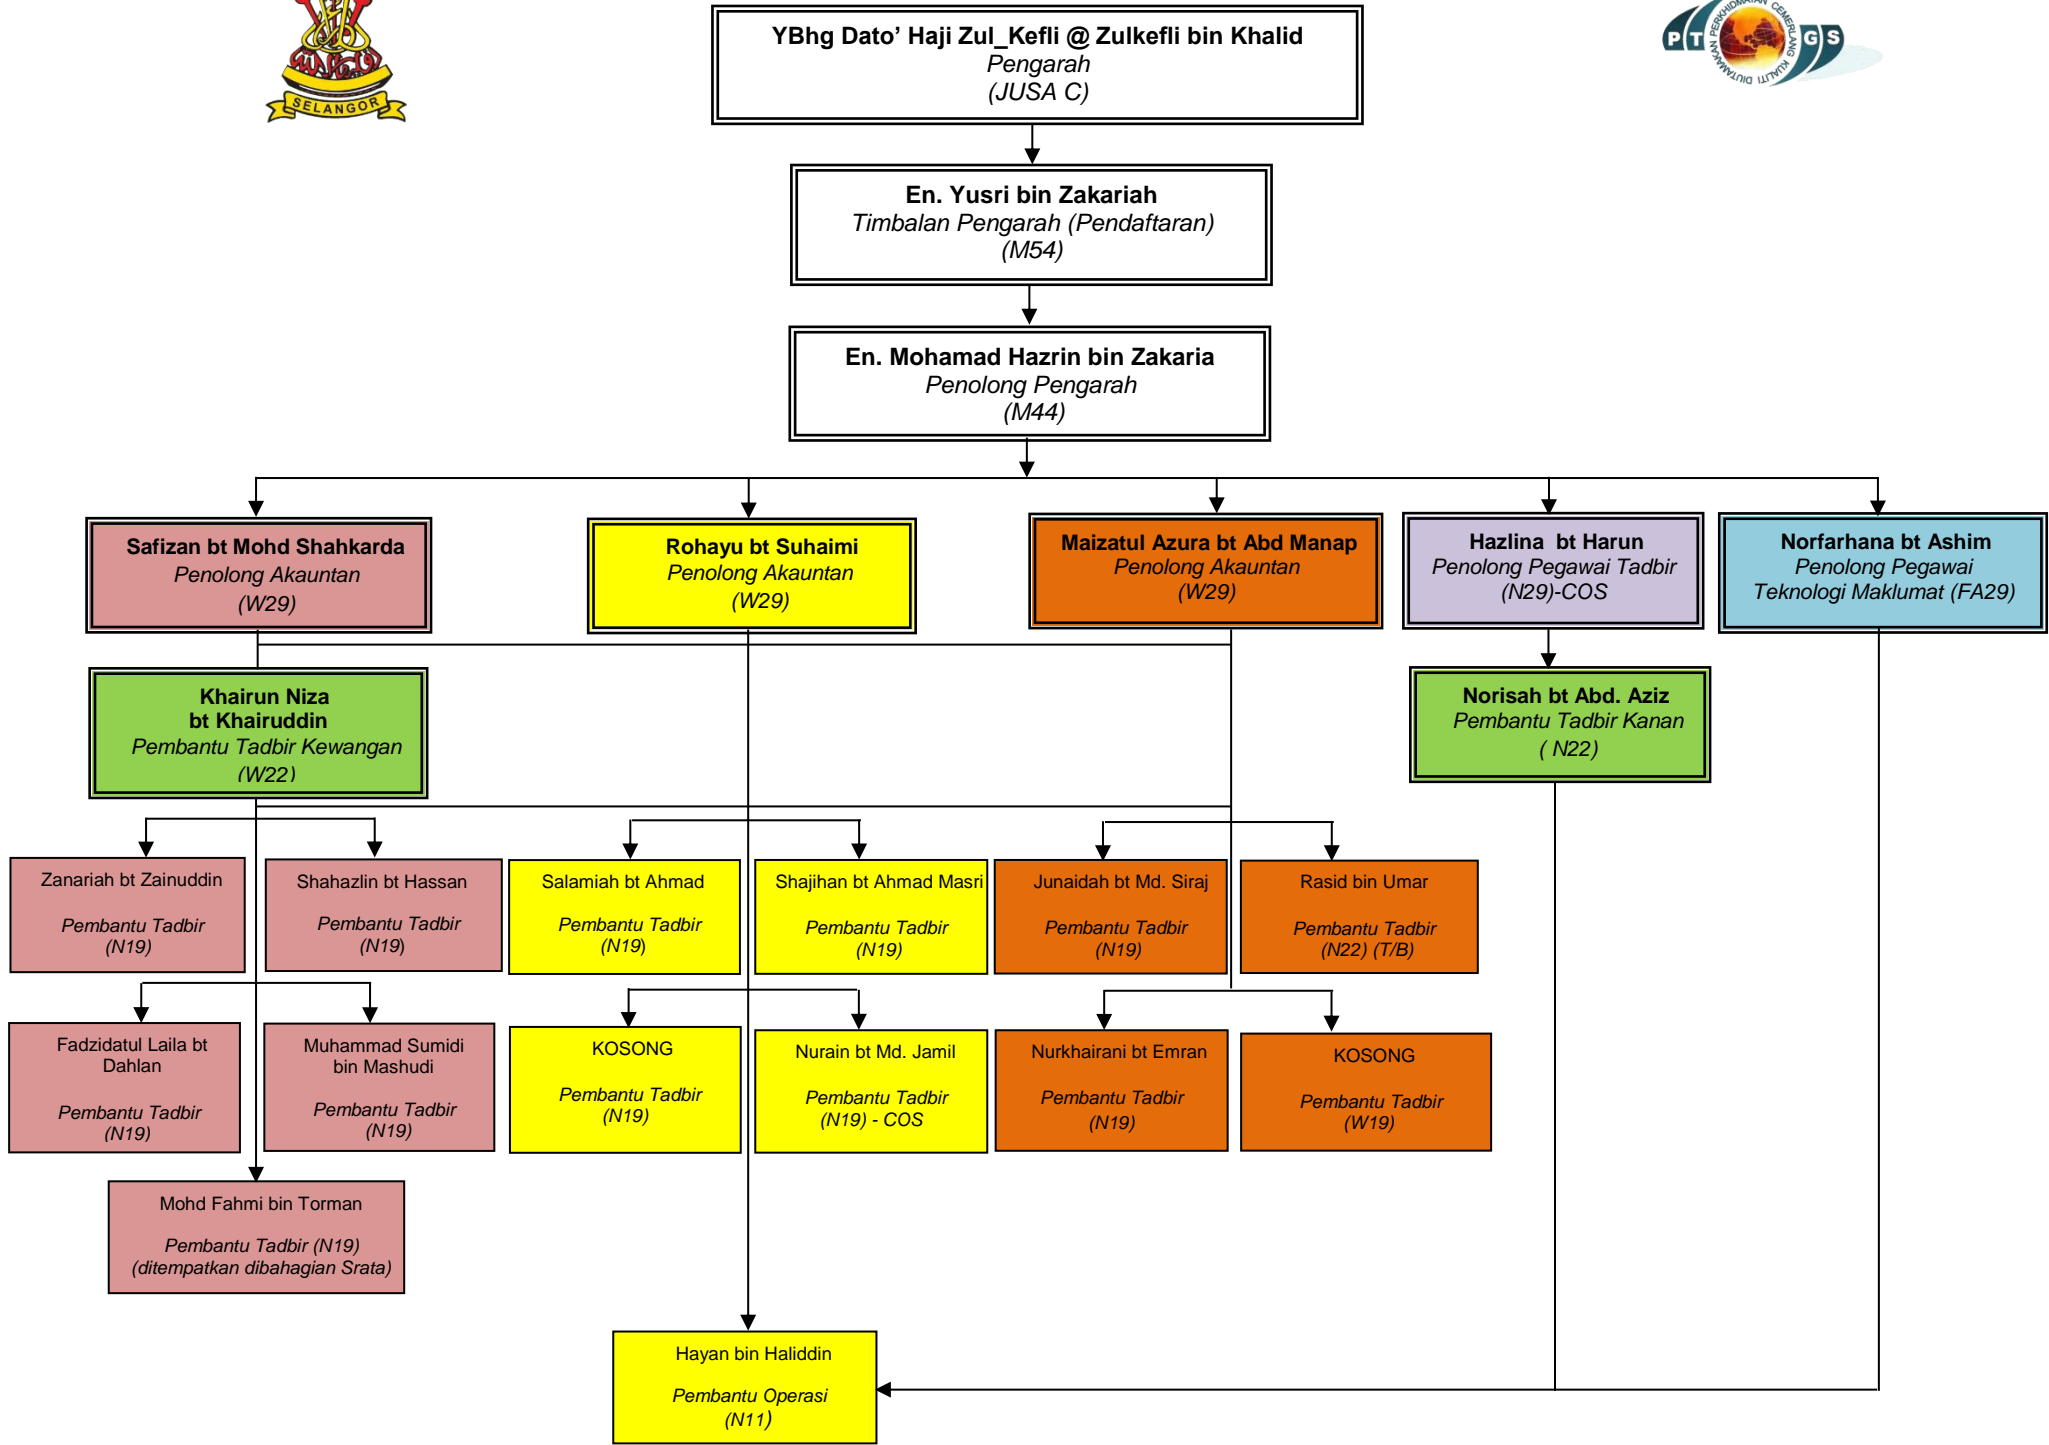 SELANGOR
PT GS
YBhg Dato’ Haji Zul_Kefli @ Zulkefli bin Khalid
Pengarah
(JUSA C)
En. Yusri bin Zakariah
Timbalan Pengarah (Pendaftaran)
(M54)
En. Mohamad Hazrin bin Zakaria
Penolong Pengarah
(M44)
Safizan bt Mohd Shahkarda
Penolong Akauntan
(W29)
Rohayu bt Suhaimi
Penolong Akauntan
(W29)
Maizatul Azura bt Abd Manap
Penolong Akauntan
(W29)
Hazlina  bt Harun
Penolong Pegawai Tadbir
(N29)-COS
Norfarhana bt Ashim
Penolong Pegawai
Teknologi Maklumat (FA29)
Khairun Niza
bt Khairuddin
Pembantu Tadbir Kewangan
(W22)
Norisah bt Abd. Aziz
Pembantu Tadbir Kanan
( N22)
Zanariah bt Zainuddin
Pembantu Tadbir
(N19)
Shahazlin bt Hassan
Pembantu Tadbir
(N19)
Salamiah bt Ahmad
Pembantu Tadbir
(N19)
Shajihan bt Ahmad Masri
Pembantu Tadbir
(N19)
Junaidah bt Md. Siraj
Pembantu Tadbir
(N19)
Rasid bin Umar
Pembantu Tadbir
(N22) (T/B)
Fadzidatul Laila bt
Dahlan
Pembantu Tadbir
(N19)
Muhammad Sumidi
bin Mashudi
Pembantu Tadbir
(N19)
KOSONG
Pembantu Tadbir
(N19)
Nurain bt Md. Jamil
Pembantu Tadbir
(N19) - COS
Nurkhairani bt Emran
Pembantu Tadbir
(N19)
KOSONG
Pembantu Tadbir
(W19)
Mohd Fahmi bin Torman
Pembantu Tadbir (N19)
(ditempatkan dibahagian Srata)
Hayan bin Haliddin
Pembantu Operasi
(N11)